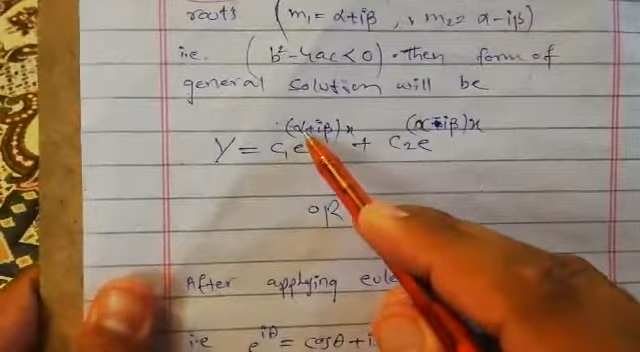 roots (m₁ = α+iβ, , m₂ = α-iβ)
i.e. (b²-4ac<0). Then form of
general solution will be
y = c₁e^(α+iβ)x + c₂e^(α-iβ)x
OR
After applying eule
i.e e^iθ = cosθ + i